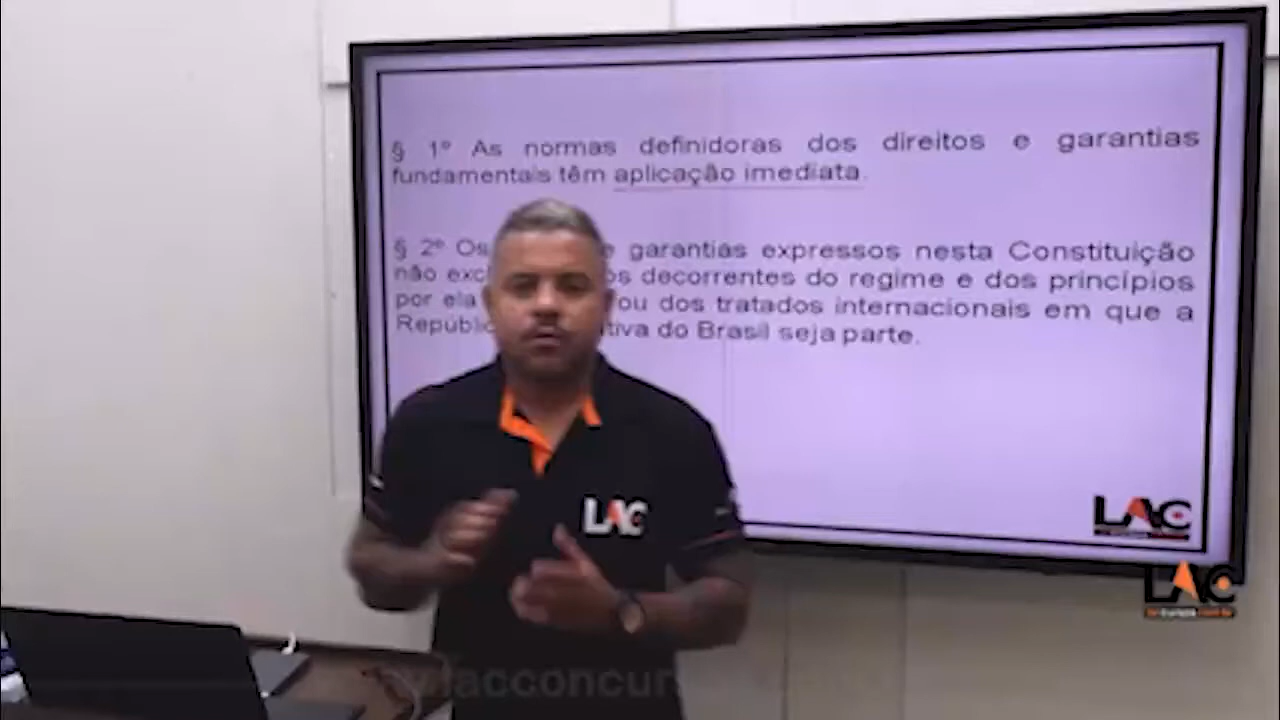 § 1º As normas definidoras dos direitos e garantias
fundamentais têm aplicação imediata.
§ 2º Os e garantias expressos nesta Constituição
não exc os decorrentes do regime e dos princípios
por ela ou dos tratados internacionais em que a
Repúblic tiva do Brasil seja parte.
LAC
LAC
LAC
lacconcur